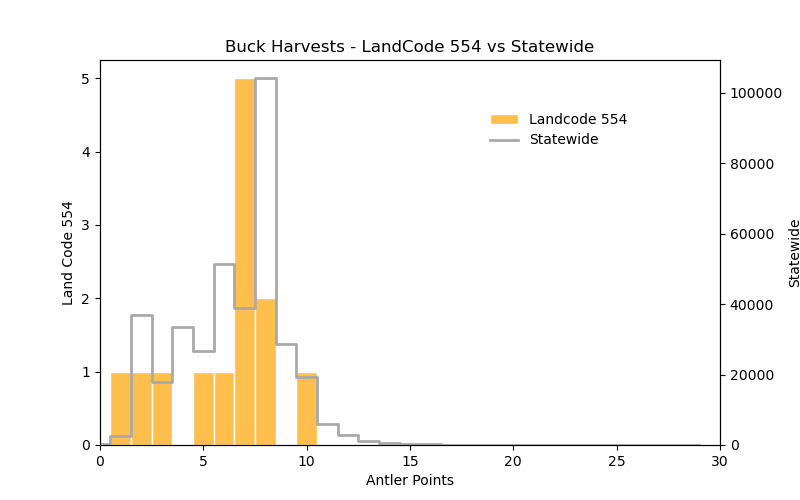 Buck Harvests - LandCode 554 vs Statewide
Landcode 554
Statewide
Land Code 554
5
4
3
2
1
0
100000
80000
60000
40000
20000
0
Statewide
0 5 10 15 20 25 30
Antler Points